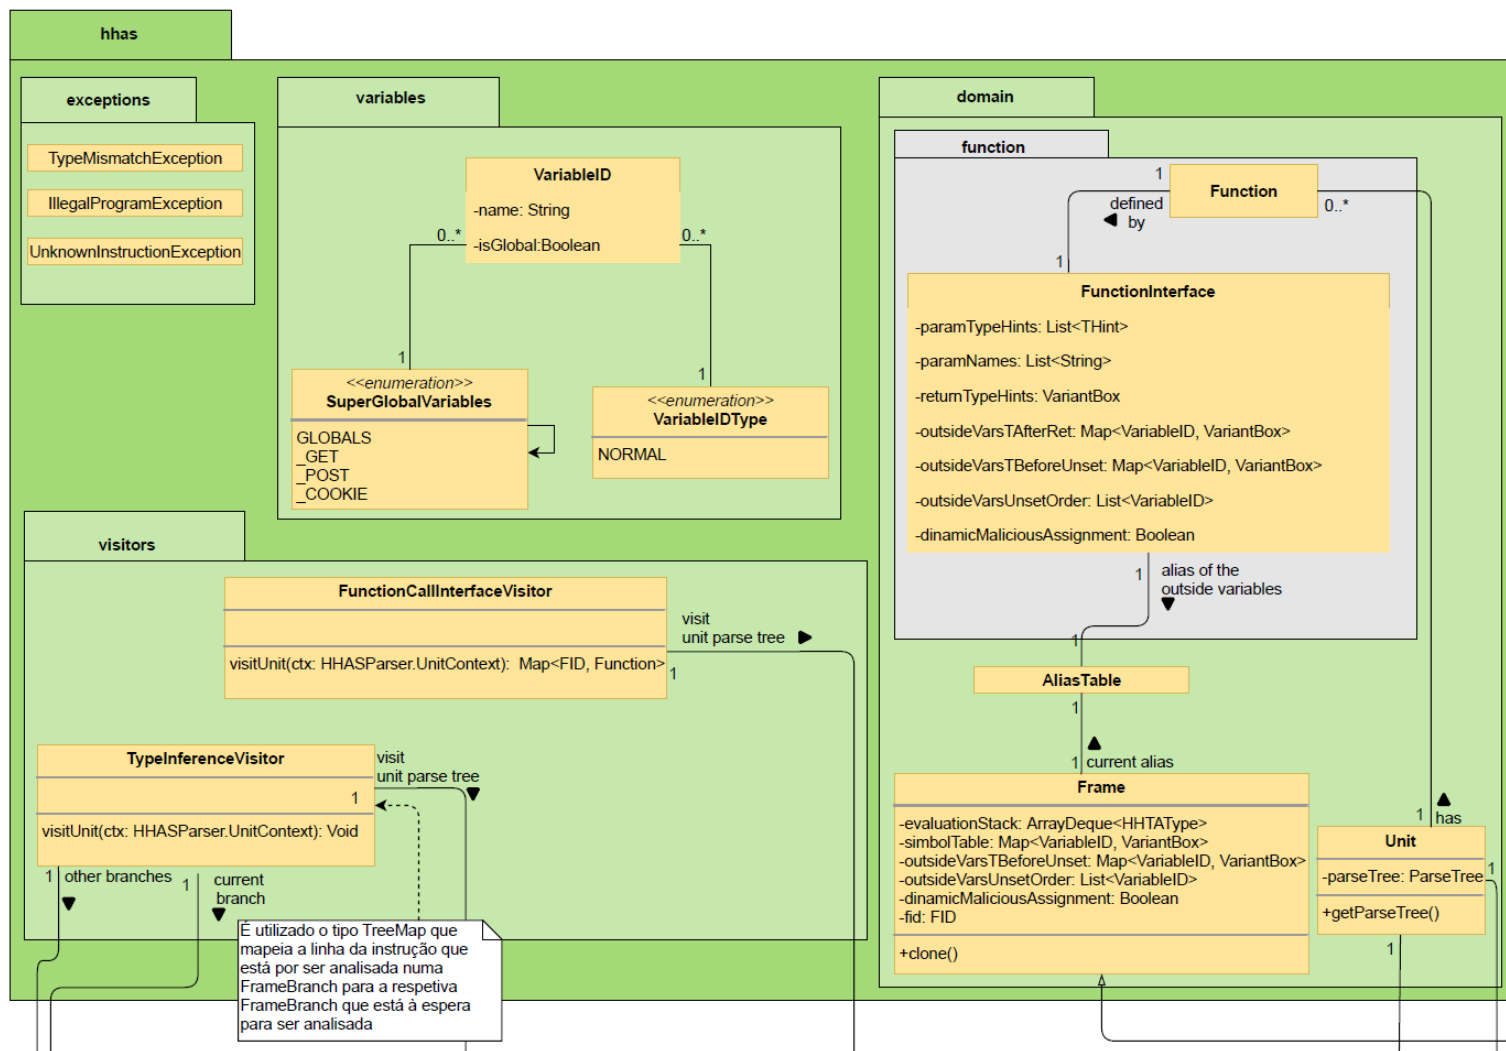 hhas
exceptions
TypeMismatchException
IllegalProgramException
UnknownInstructionException
variables
VariableID
-name: String
-isGlobal:Boolean
0..*
0..*
1
1
<<enumeration>>
SuperGlobalVariables
GLOBALS
_GET
_POST
_COOKIE
<<enumeration>>
VariableIDType
NORMAL
domain
function
Function
1
0..*
defined
by
1
FunctionInterface
-paramTypeHints: List<THint>
-paramNames: List<String>
-returnTypeHints: VariantBox
-outsideVarsTAfterRet: Map<VariableID, VariantBox>
-outsideVarsTBeforeUnset: Map<VariableID, VariantBox>
-outsideVarsUnsetOrder: List<VariableID>
-dinamicMaliciousAssignment: Boolean
1
alias of the
outside variables
1
AliasTable
1
1
current alias
Frame
-evaluationStack: ArrayDeque<HHTAType>
-simbolTable: Map<VariableID, VariantBox>
-outsideVarsTBeforeUnset: Map<VariableID, VariantBox>
-outsideVarsUnsetOrder: List<VariableID>
-dinamicMaliciousAssignment: Boolean
-fid: FID
+clone()
1
has
Unit
-parseTree: ParseTree
+getParseTree()
1
1
visitors
FunctionCallInterfaceVisitor
visitUnit(ctx: HHASParser.UnitContext): Map<FID, Function>
visit
unit parse tree
1
TypeInferenceVisitor
1
visitUnit(ctx: HHASParser.UnitContext): Void
visit
unit parse tree
1
other branches
1
current
branch
É utilizado o tipo TreeMap que
mapeia a linha da instrução que
está por ser analisada numa
FrameBranch para a respetiva
FrameBranch que está à espera
para ser analisada